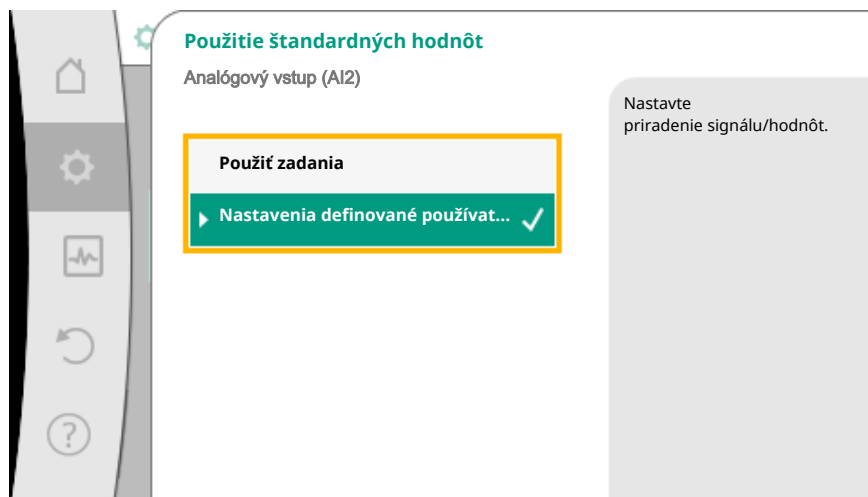 Použitie štandardných hodnôt
Analógový vstup (AI2)
Použiť zadania
Nastavenia definované používat...
Nastavte
priradenie signálu/hodnôt.
?